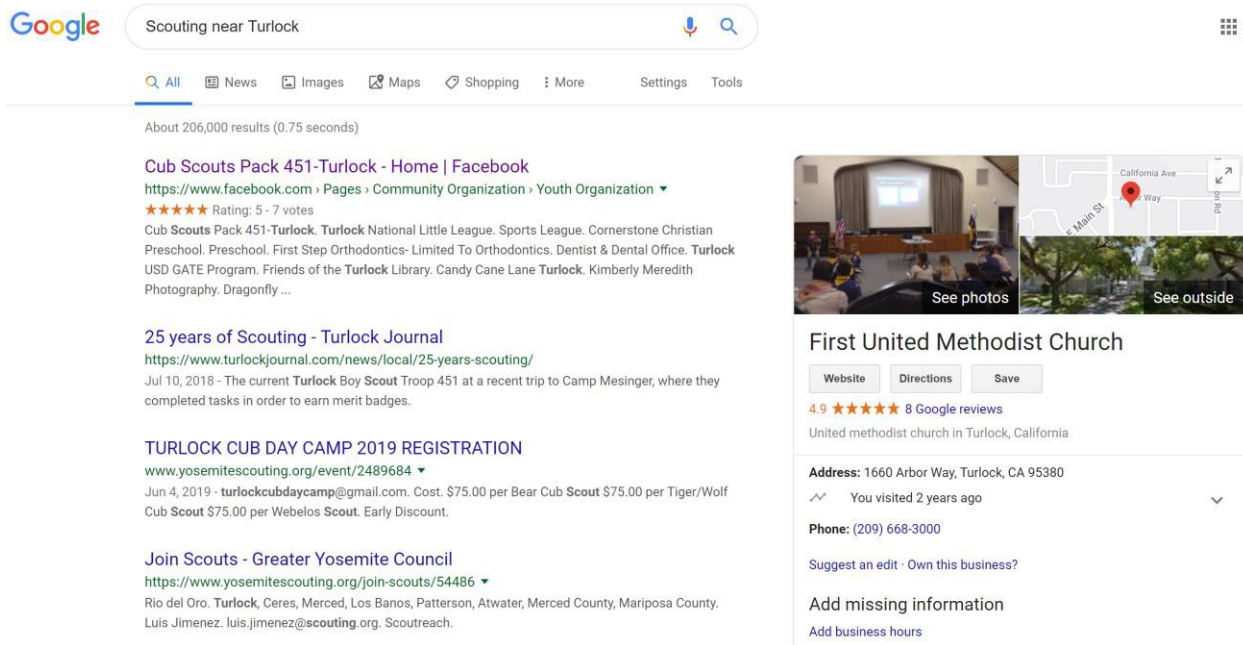 Google
Scouting near Turlock
All
News
Images
Maps
Shopping
More
Settings
Tools
About 206,000 results (0.75 seconds)
Cub Scouts Pack 451-Turlock - Home | Facebook
https://www.facebook.com › Pages › Community Organization › Youth Organization
Rating: 5 - 7 votes
Cub Scouts Pack 451-Turlock. Turlock National Little League. Sports League. Cornerstone Christian
Preschool. Preschool. First Step Orthodontics- Limited To Orthodontics. Dentist & Dental Office. Turlock
USD GATE Program. Friends of the Turlock Library. Candy Cane Lane Turlock. Kimberly Meredith
Photography. Dragonfly ...
25 years of Scouting - Turlock Journal
https://www.turlockjournal.com/news/local/25-years-scouting/
Jul 10, 2018 - The current Turlock Boy Scout Troop 451 at a recent trip to Camp Mesinger, where they
completed tasks in order to earn merit badges.
TURLOCK CUB DAY CAMP 2019 REGISTRATION
www.yosemitescouting.org/event/2489684
Jun 4, 2019 - turlockcubdaycamp@gmail.com. Cost. $75.00 per Bear Cub Scout $75.00 per Tiger/Wolf
Cub Scout $75.00 per Webelos Scout. Early Discount.
Join Scouts - Greater Yosemite Council
https://www.yosemitescouting.org/join-scouts/54486
Rio del Oro. Turlock, Ceres, Merced, Los Banos, Patterson, Atwater, Merced County, Mariposa County.
Luis Jimenez. luis.jimenez@scouting.org. Scoutreach.
California Ave
Way
E Main St
on Rd
See photos
See outside
First United Methodist Church
Website
Directions
Save
4.9
8 Google reviews
United methodist church in Turlock, California
Address: 1660 Arbor Way, Turlock, CA 95380
You visited 2 years ago
Phone: (209) 668-3000
Suggest an edit · Own this business?
Add missing information
Add business hours